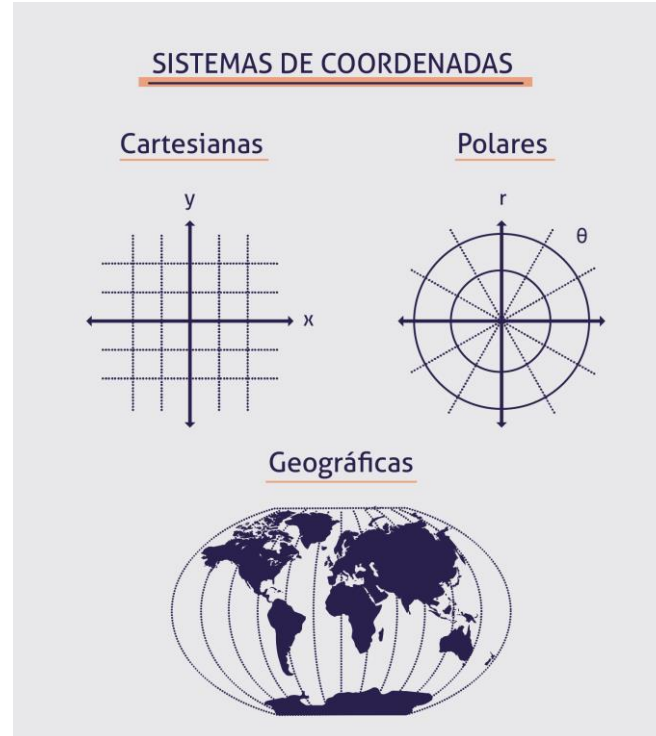 SISTEMAS DE COORDENADAS
Cartesianas
Polares
y
x
r
θ
Geográficas